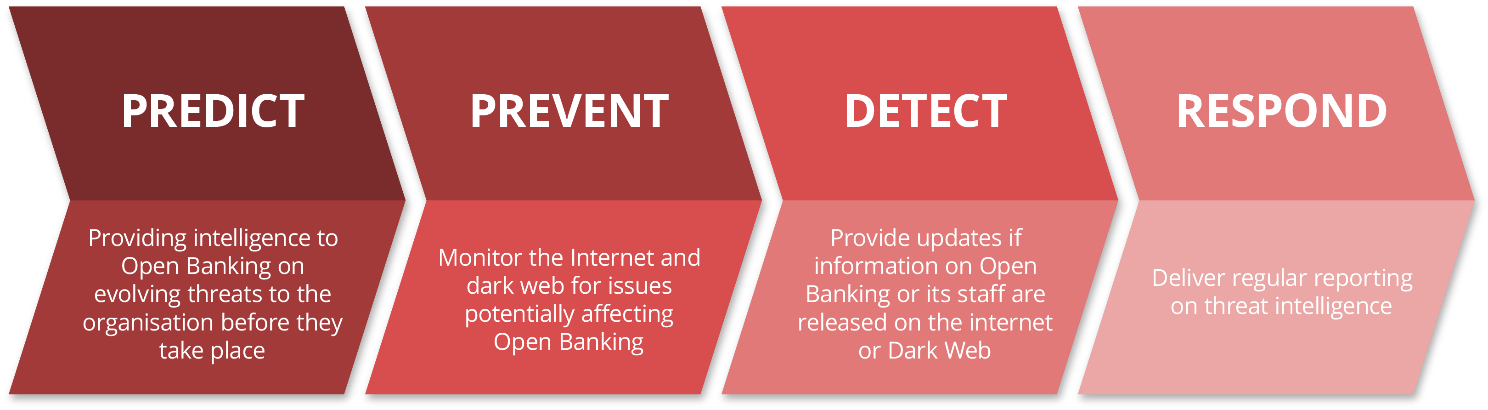 PREDICT
Providing intelligence to
Open Banking on
evolving threats to the
organisation before they
take place
PREVENT
Monitor the Internet and
dark web for issues
potentially affecting
Open Banking
DETECT
Provide updates if
information on Open
Banking or its staff are
released on the internet
or Dark Web
RESPOND
Deliver regular reporting
on threat intelligence